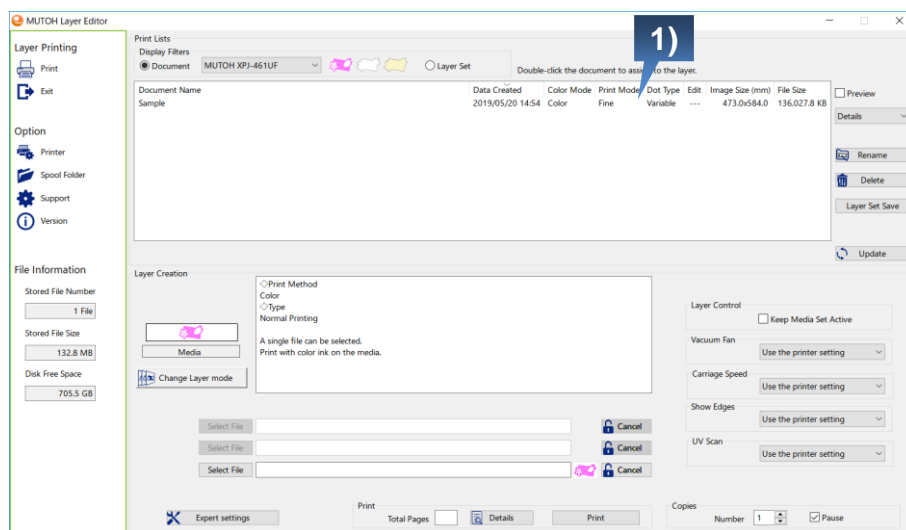 MUTOH Layer Editor
Layer Printing
Print
Exit
Option
Printer
Spool Folder
Support
Version
File Information
Stored File Number
1 File
Stored File Size
132.8 MB
Disk Free Space
705.5 GB
Print Lists
Display Filters
Document MUTOH XPJ-461UF Layer Set Double-click the document to assign to the layer.
1)
Document Name Data Created Color Mode Print Mode Dot Type Edit Image Size (mm) File Size
Sample 2019/05/20 14:54 Color Fine Variable --- 473.0x584.0 136,027.8 KB
Preview
Details
Rename
Delete
Layer Set Save
Update
Layer Creation
◇Print Method
Color
◇Type
Normal Printing
A single file can be selected.
Print with color ink on the media.
Media
Change Layer mode
Layer Control
Keep Media Set Active
Vacuum Fan
Use the printer setting
Carriage Speed
Use the printer setting
Show Edges
Use the printer setting
UV Scan
Use the printer setting
Select File Cancel
Select File Cancel
Select File Cancel
Expert settings
Print
Total Pages Details Print
Copies
Number 1 Pause